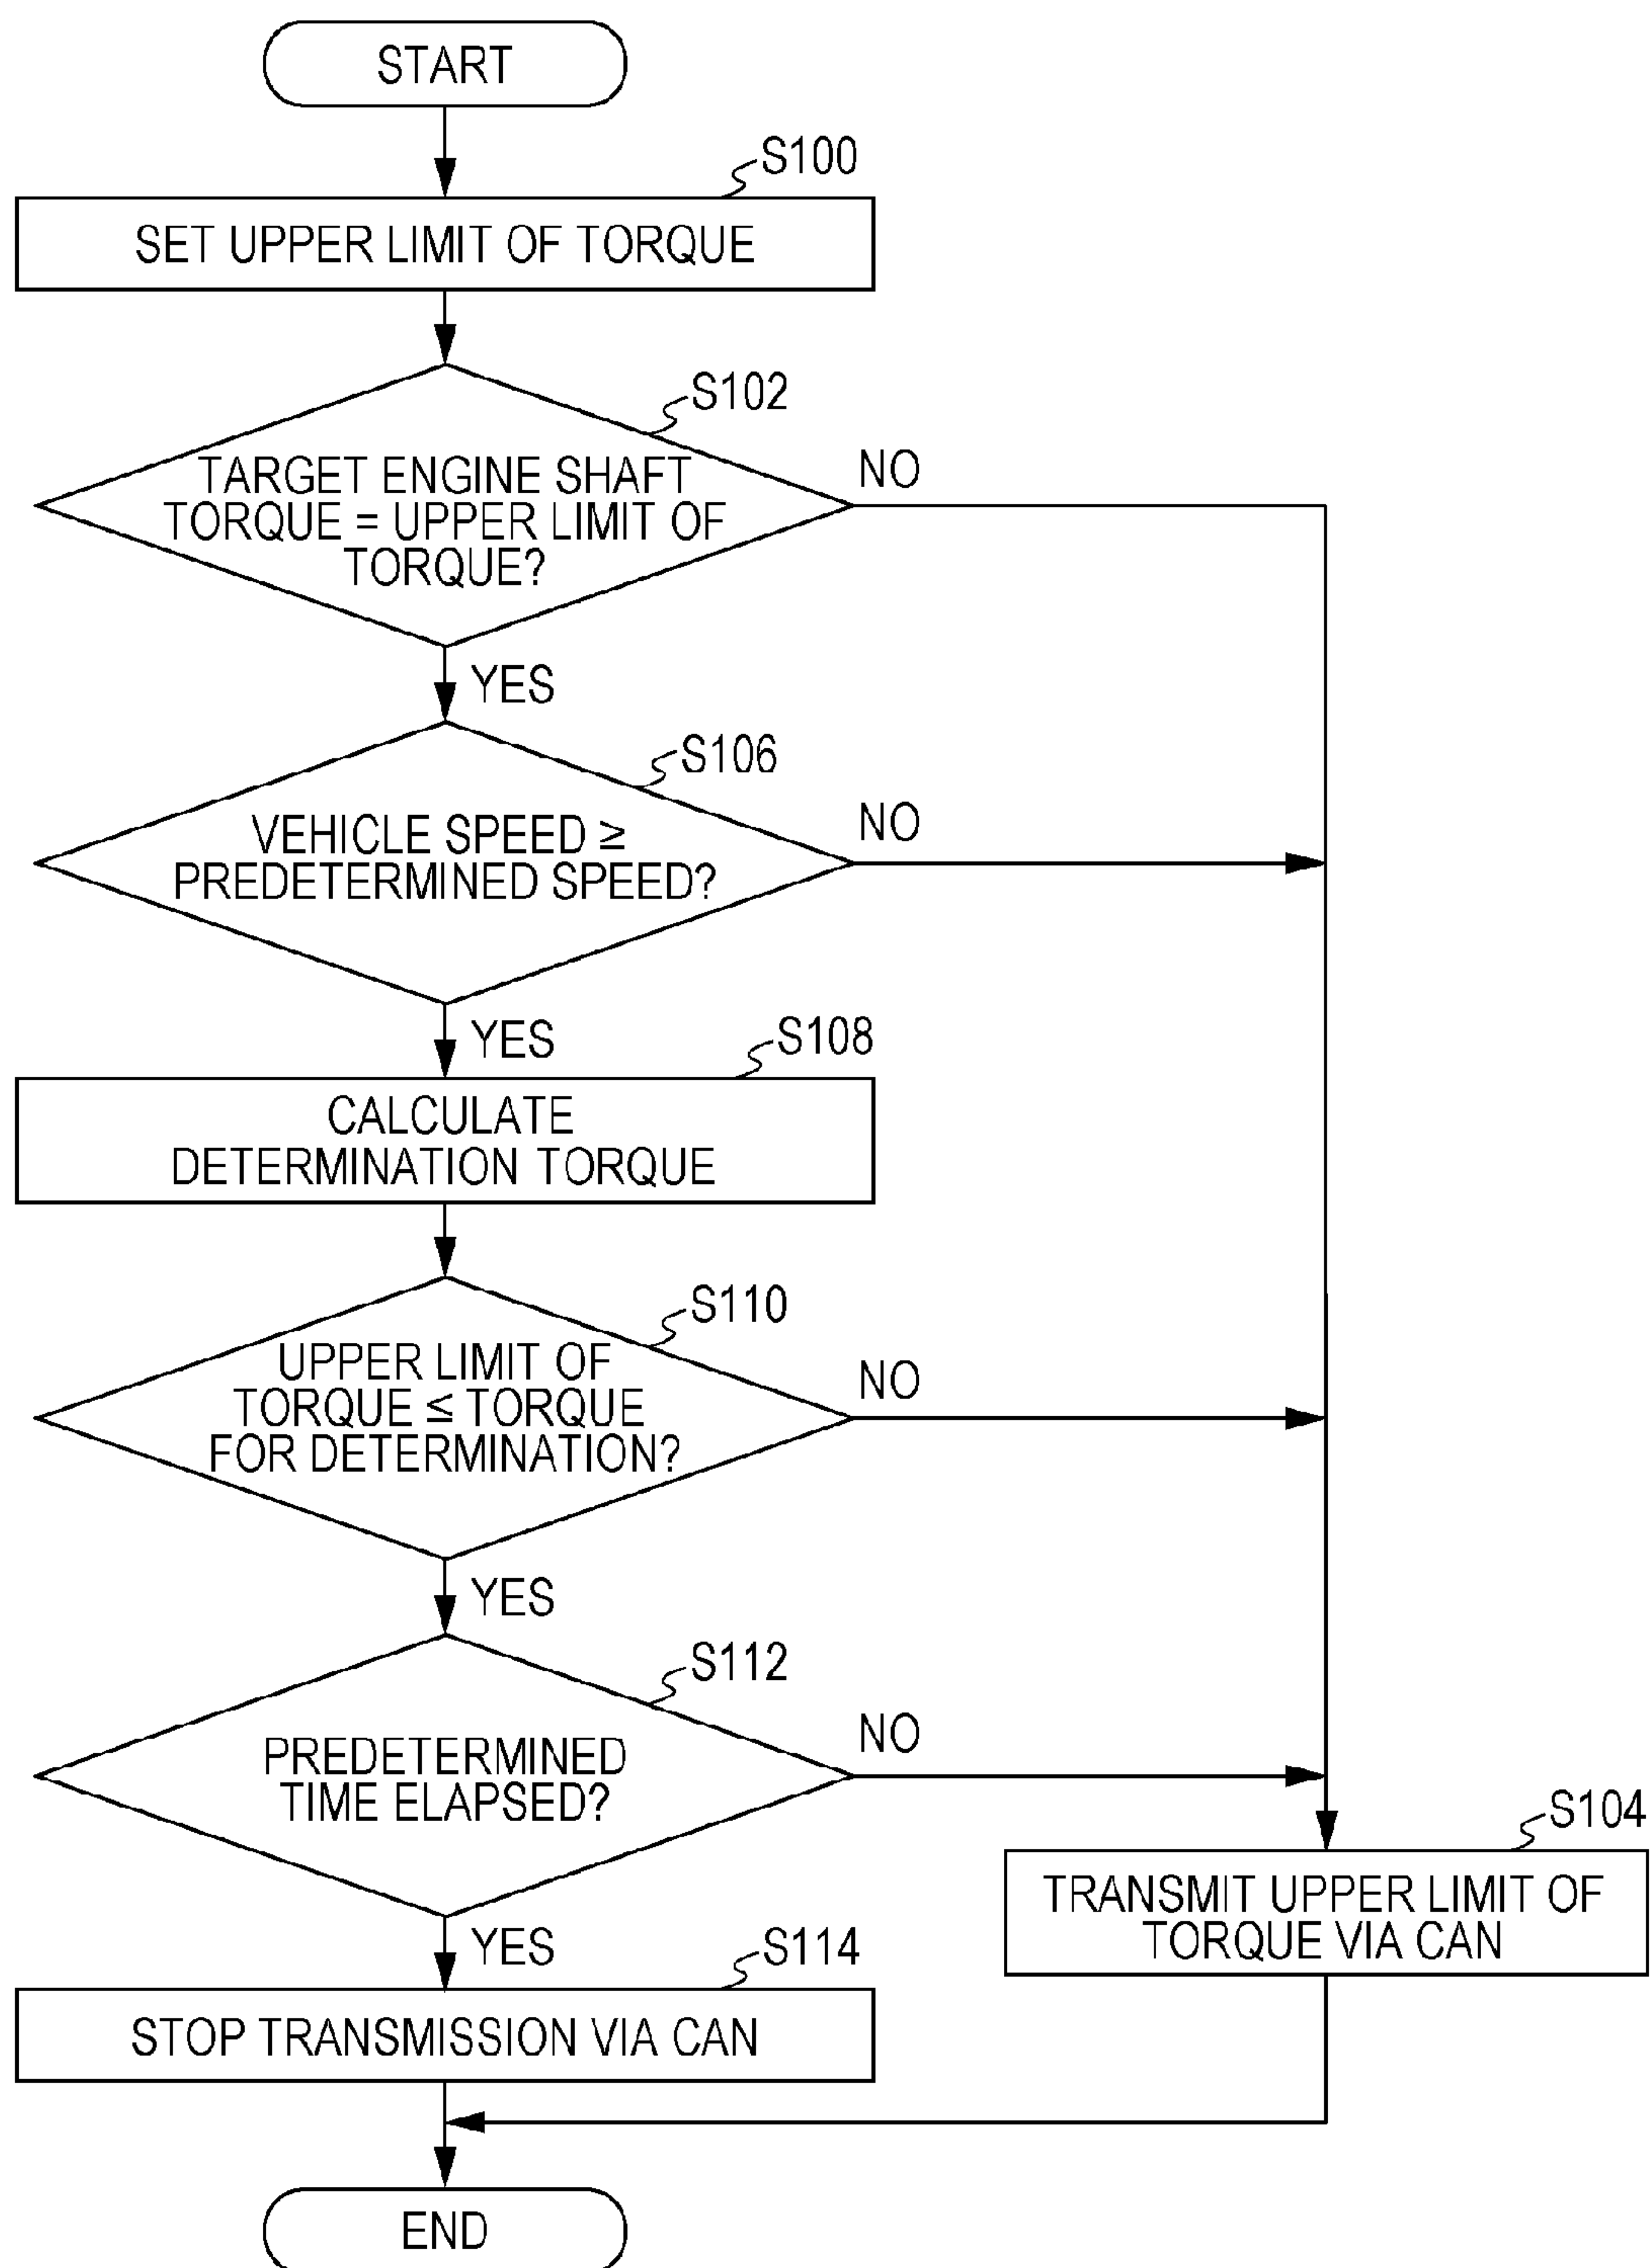 START
S100
SET UPPER LIMIT OF TORQUE
S102
TARGET ENGINE SHAFT
TORQUE = UPPER LIMIT OF
TORQUE?
NO
YES
S106
VEHICLE SPEED ≥
PREDETERMINED SPEED?
NO
YES
S108
CALCULATE
DETERMINATION TORQUE
S110
UPPER LIMIT OF
TORQUE ≤ TORQUE
FOR DETERMINATION?
NO
YES
S112
PREDETERMINED
TIME ELAPSED?
NO
S104
TRANSMIT UPPER LIMIT OF
TORQUE VIA CAN
YES
S114
STOP TRANSMISSION VIA CAN
END